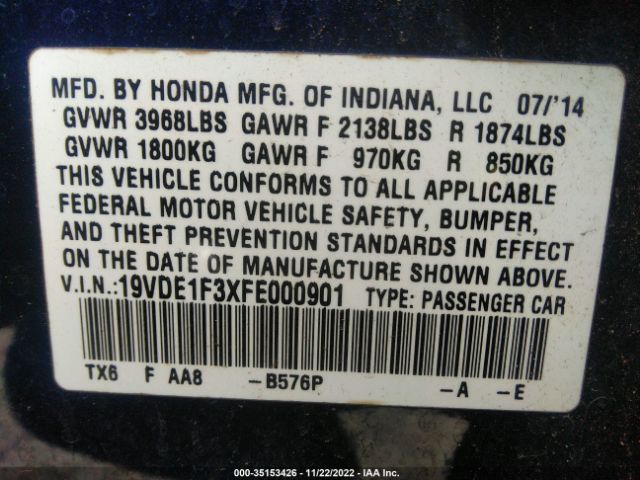 MFD. BY HONDA MFG. OF INDIANA, LLC 07/'14
GVWR 3968LBS GAWR F 2138LBS R 1874LBS
GVWR 1800KG GAWR F 970KG R 850KG
THIS VEHICLE CONFORMS TO ALL APPLICABLE
FEDERAL MOTOR VEHICLE SAFETY, BUMPER,
AND THEFT PREVENTION STANDARDS IN EFFECT
ON THE DATE OF MANUFACTURE SHOWN ABOVE.
V.I.N.:19VDE1F3XFE000901 TYPE: PASSENGER CAR
TX6 F AA8 -B576P -A -E
000-35153426 - 11/22/2022 - IAA Inc.